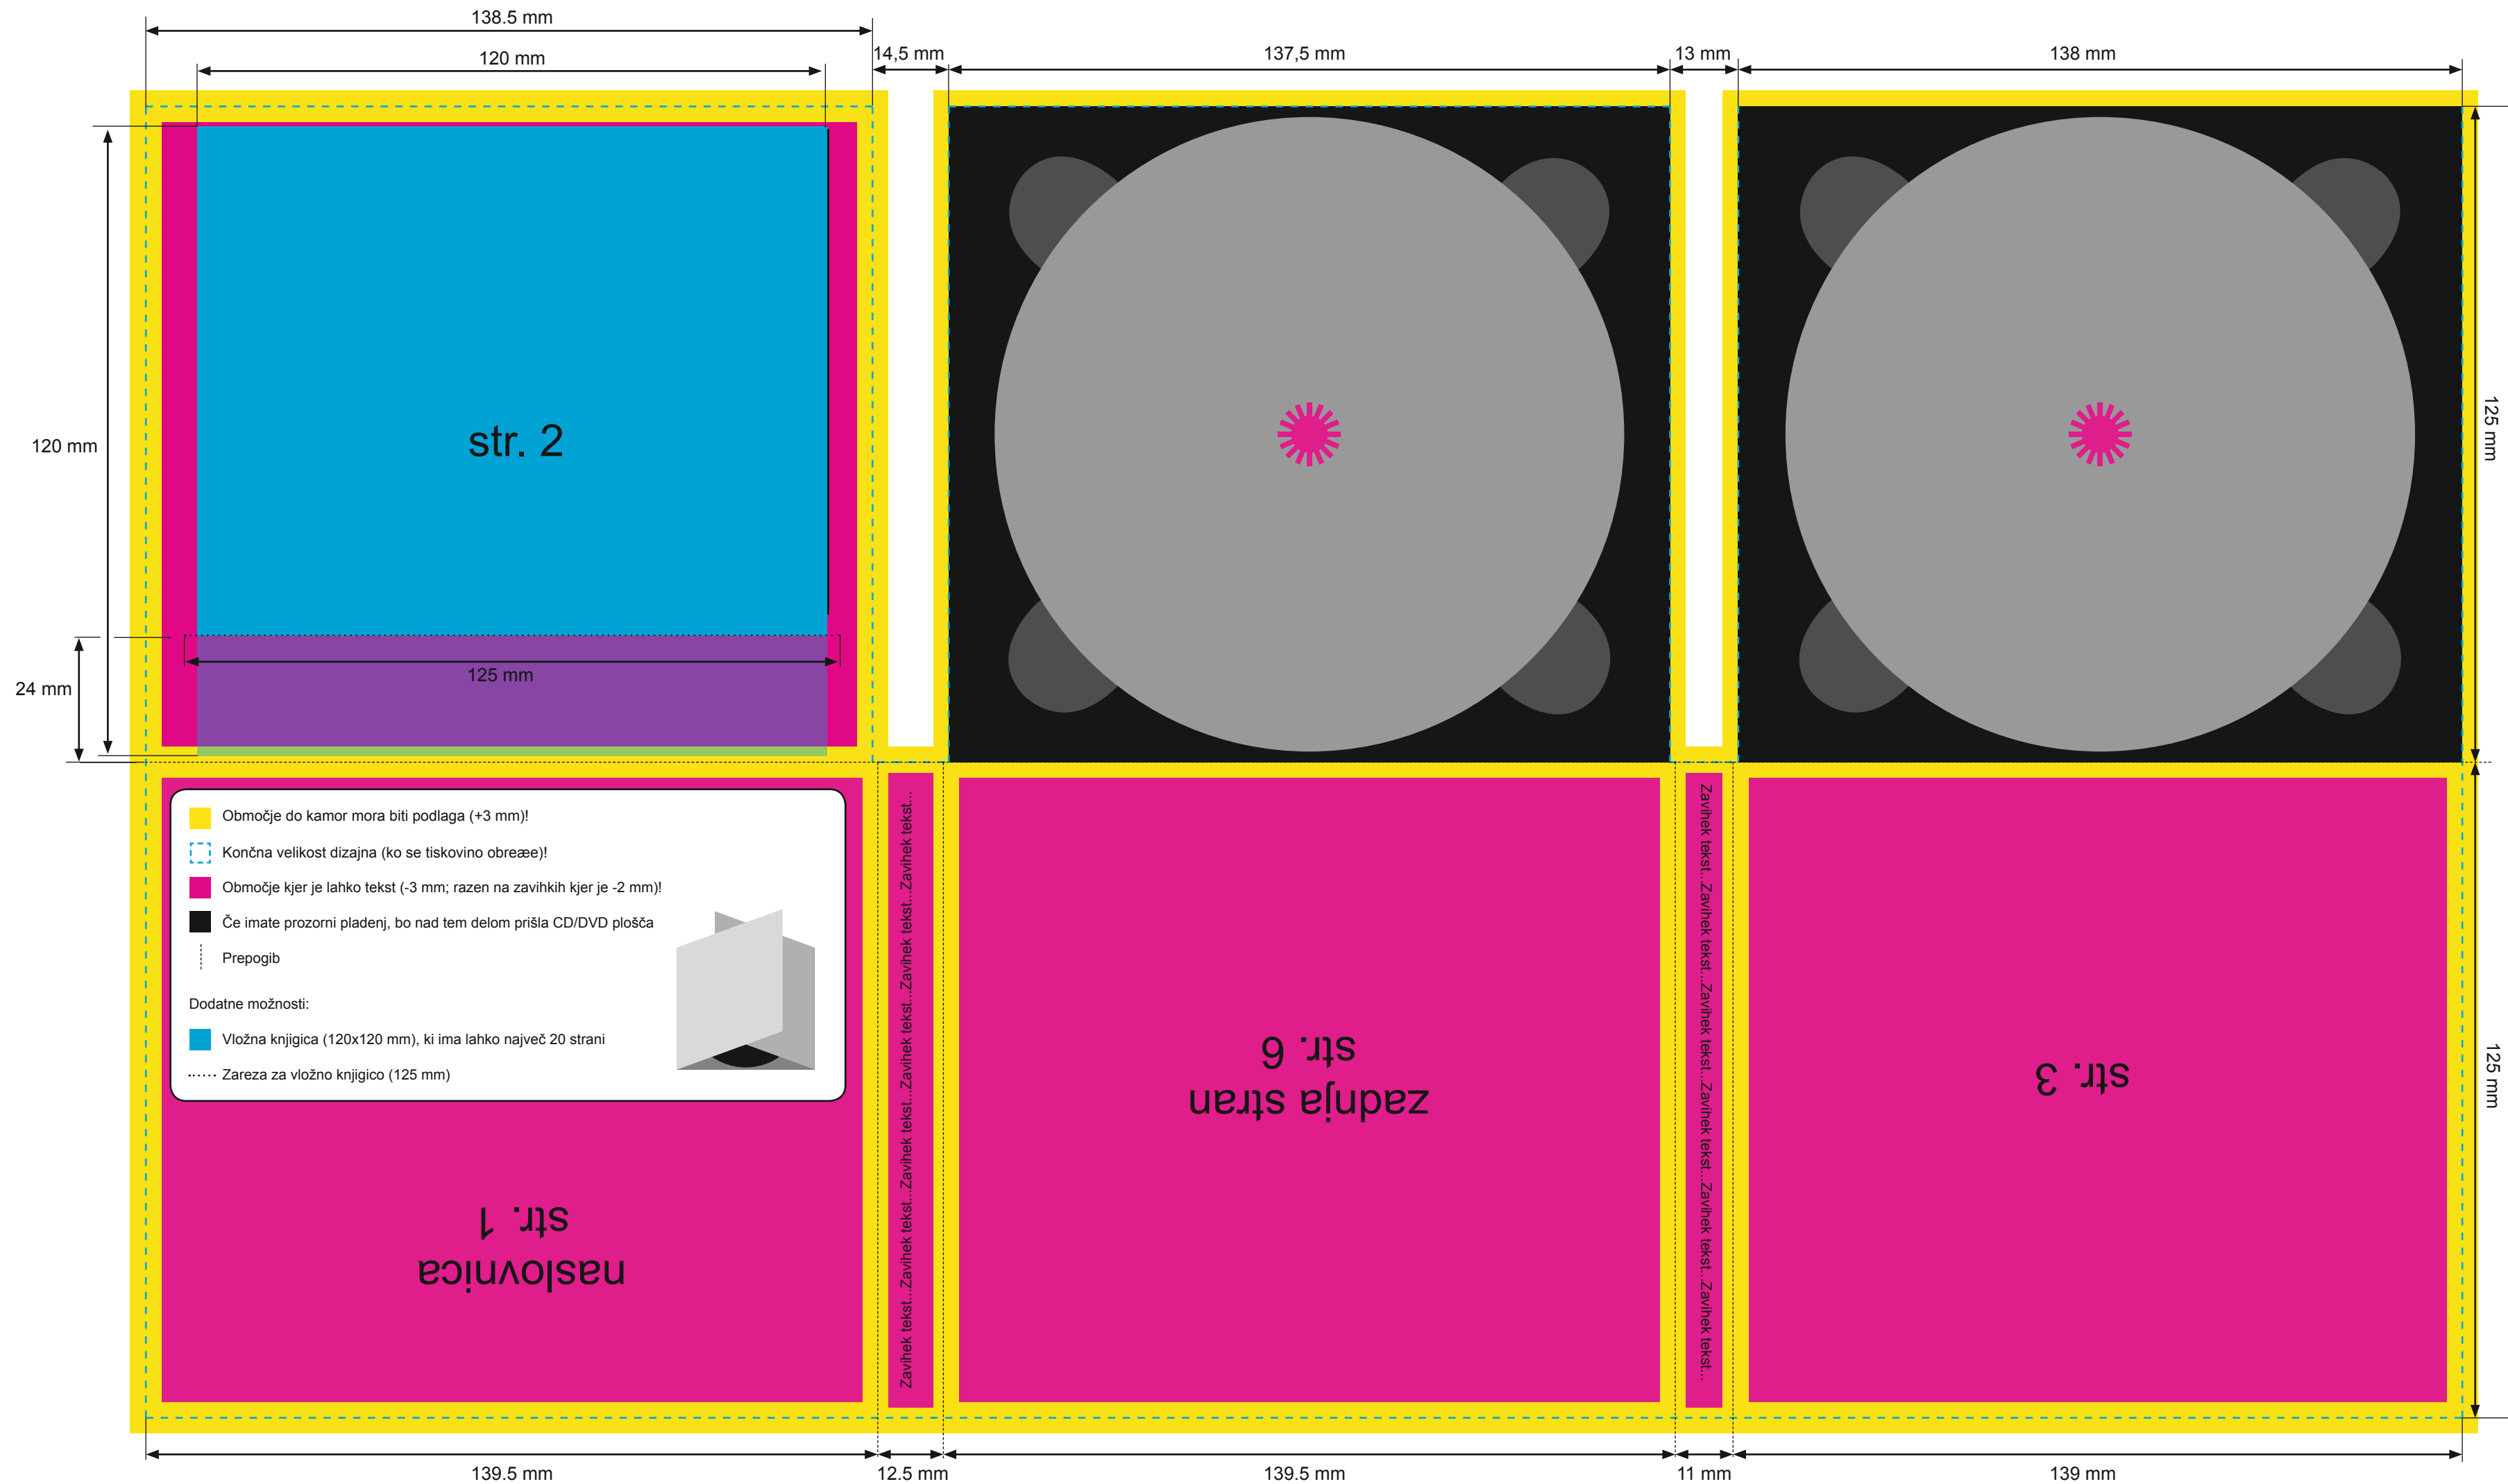 138.5 mm
120 mm
14,5 mm
137,5 mm
13 mm
138 mm
120 mm
str. 2
125 mm
125 mm
24 mm
Območje do kamor mora biti podlaga (+3 mm)!
Končna velikost dizajna (ko se tiskovino obreæe)!
Območje kjer je lahko tekst (-3 mm; razen na zavihkih kjer je -2 mm)!
Če imate prozorni pladenj, bo nad tem delom prišla CD/DVD plošča
Prepogib
Dodatne možnosti:
Vložna knjigica (120x120 mm), ki ima lahko največ 20 strani
Zareza za vložno knjigico (125 mm)
naslovnica
str. 1
Zavihek tekst...Zavihek tekst...Zavihek tekst...Zavihek tekst...Zavihek tekst...Zavihek tekst...
zadnja stran
str. 6
Zavihek tekst...Zavihek tekst...Zavihek tekst...Zavihek tekst...Zavihek tekst...Zavihek tekst...
str. 3
125 mm
139.5 mm
12.5 mm
139.5 mm
11 mm
139 mm